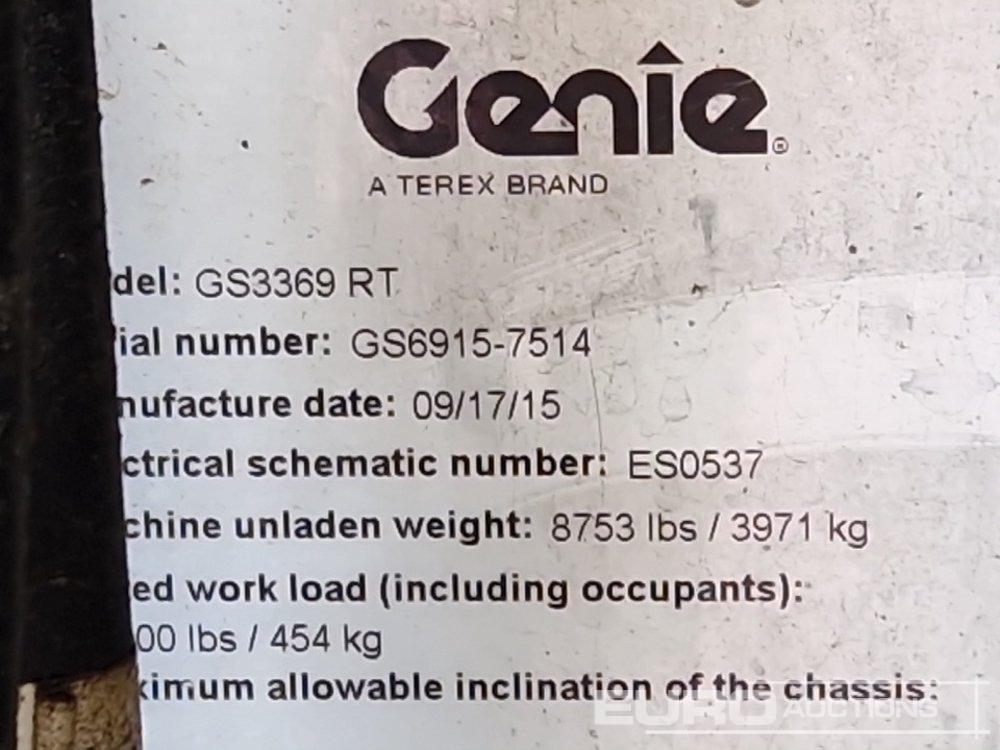 Genie®
A TEREX BRAND
del: GS3369 RT
ial number: GS6915-7514
nufacture date: 09/17/15
ctrical schematic number: ES0537
chine unladen weight: 8753 lbs / 3971 kg
ed work load (including occupants):
00 lbs / 454 kg
imum allowable inclination of the chassis:
EURO AUCTIONS